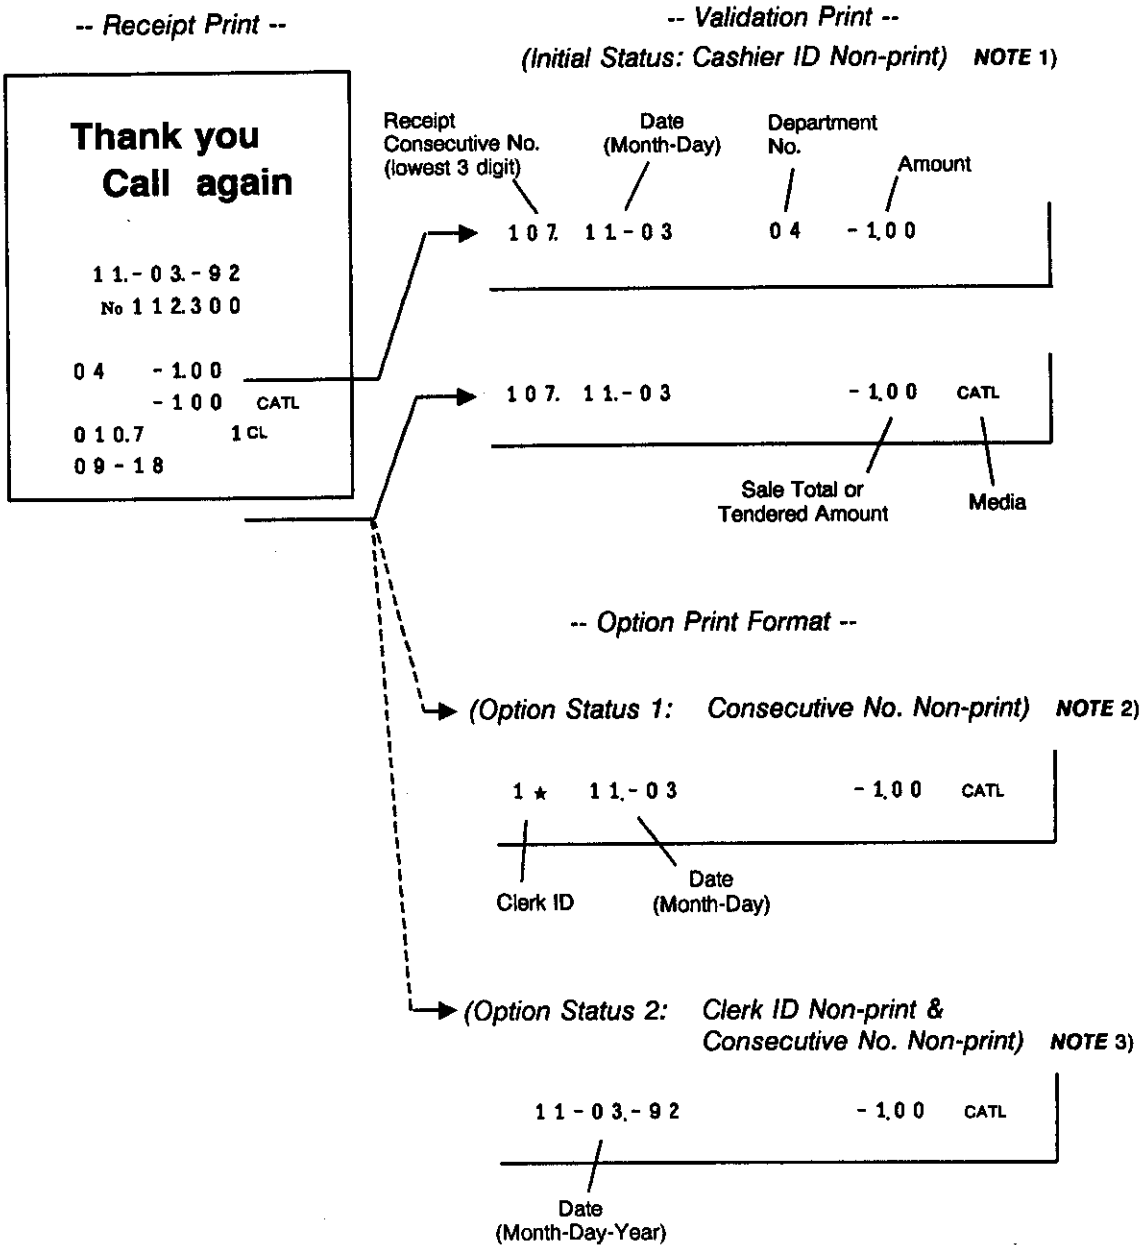 -- Receipt Print --
-- Validation Print --
(Initial Status: Cashier ID Non-print) NOTE 1)
Thank you
Call again
11.-03.-92
No 112.300
04 -1.00
-100 CATL
010.7 1 CL
09-18
Receipt
Consecutive No.
(lowest 3 digit)
Date
(Month-Day)
Department
No.
Amount
107. 11.-03 04 -1,00
107. 11.-03 -1,00 CATL
Sale Total or
Tendered Amount
Media
-- Option Print Format --
(Option Status 1: Consecutive No. Non-print) NOTE 2)
1 ★ 11,-03 -1,00 CATL
Clerk ID
Date
(Month-Day)
(Option Status 2: Clerk ID Non-print &
Consecutive No. Non-print) NOTE 3)
11-03,-92 -1,00 CATL
Date
(Month-Day-Year)